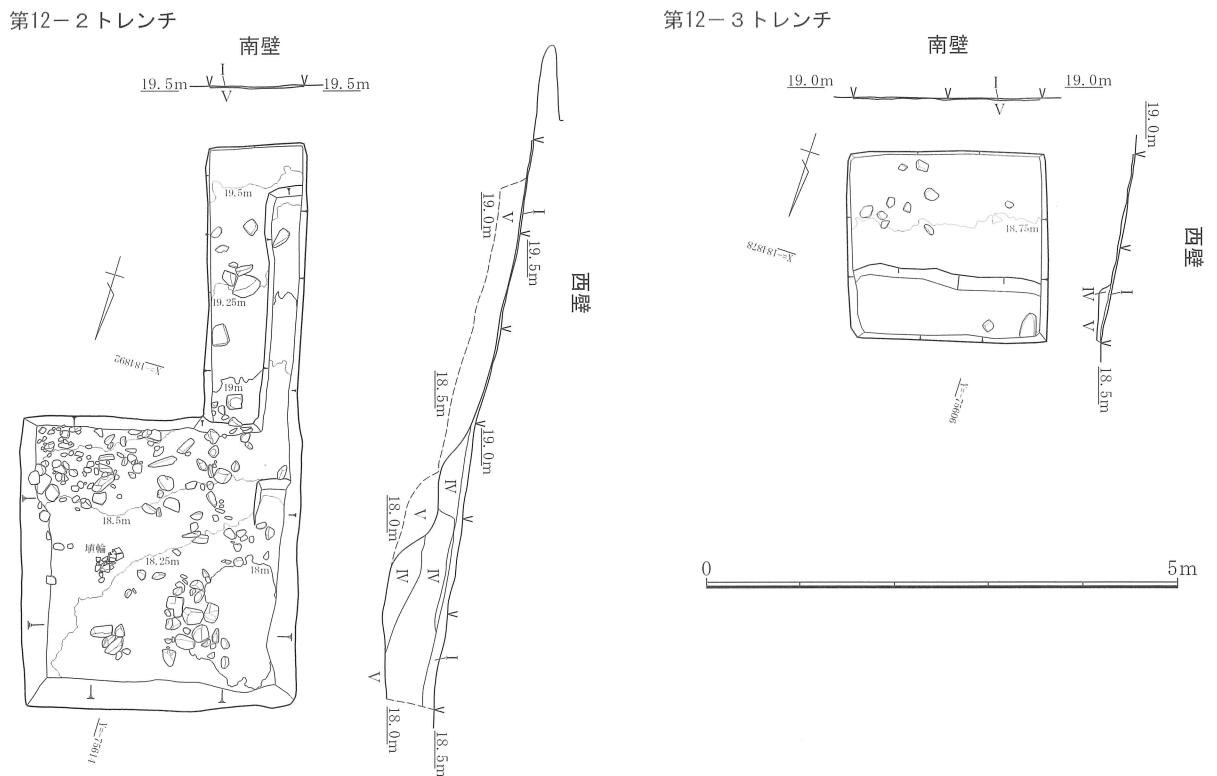 第12－2トレンチ
南壁
I
19.5m
19.5m
V
19.5m
19.25m
19m
18.5m
埴輪
18.25m
18m
X=-181892
Y=-75611
西壁
19.0m
V
I
19.5m
18.5m
19.0m
IV
V
18.0m
IV
IV
I
V
18.0m
18.5m
第12－3トレンチ
南壁
19.0m
I
19.0m
V
18.75m
X=-181878
Y=-75606
19.0m
西壁
IV
I
V
18.5m
0
5m